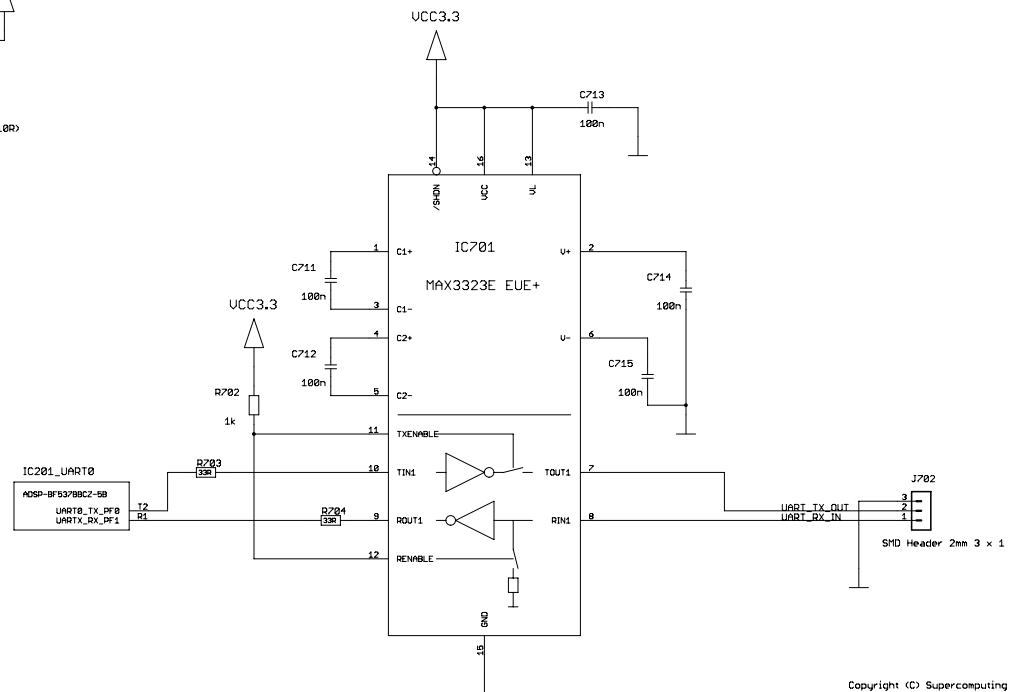 VCC3.3
C713
100n
.0R)
14
16
13
/SHDN
VCC
VL
IC701
MAX3323E EUE+
1
C1+
V+
2
C711
100n
C714
100n
3
C1-
VCC3.3
4
C2+
V-
6
C712
100n
C715
100n
5
C2-
R702
1k
11
TXENABLE
R703
33R
10
TIN1
TOUT1
7
IC201_UART0
ADSP-BF537BBCZ-5B
UART0_TX_PF0
T2
UARTX_RX_PF1
R1
R704
33R
9
ROUT1
RIN1
8
J702
3
UART_TX_OUT
2
UART_RX_IN
1
SMD Header 2mm 3 x 1
12
RENABLE
GND
15
Copyright (C) Supercomputing